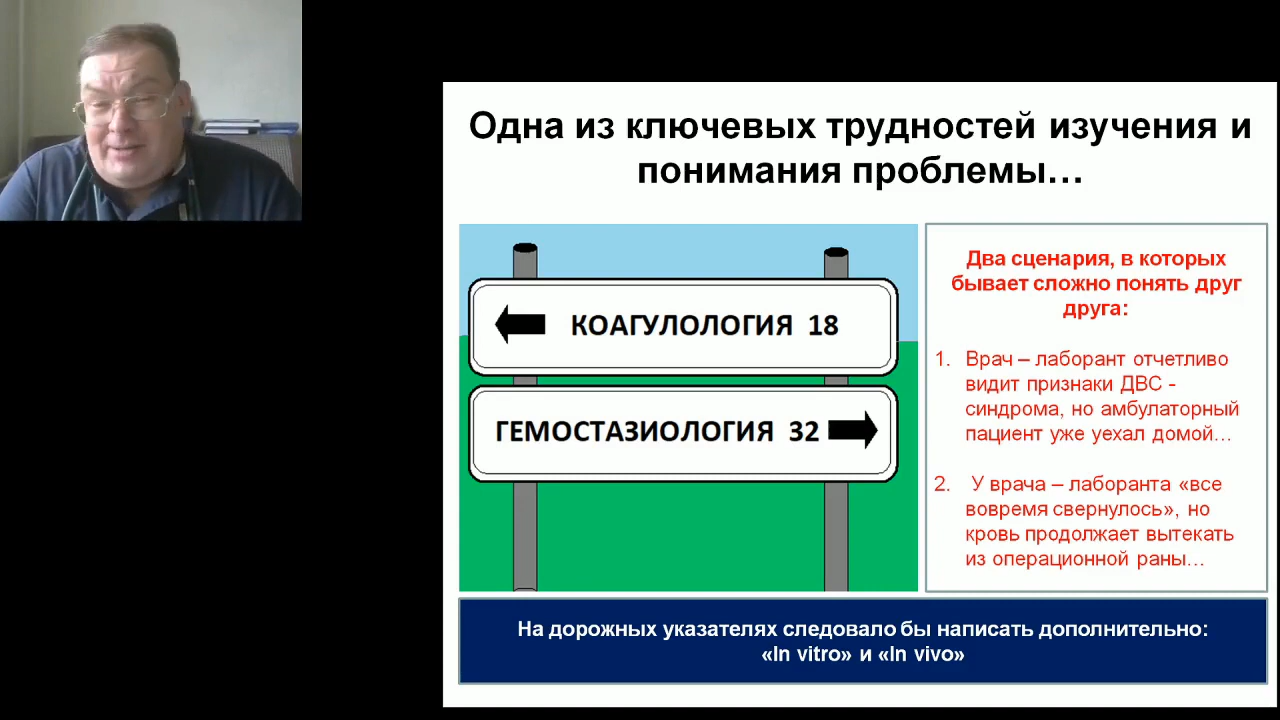 Одна из ключевых трудностей изучения и
понимания проблемы…
КОАГУЛОЛОГИЯ 18
ГЕМОСТАЗИОЛОГИЯ 32
Два сценария, в которых
бывает сложно понять друг
друга:
1. Врач – лаборант отчетливо
видит признаки ДВС -
синдрома, но амбулаторный
пациент уже уехал домой…
2. У врача – лаборанта «все
вовремя свернулось», но
кровь продолжает вытекать
из операционной раны…
На дорожных указателях следовало бы написать дополнительно:
«In vitro» и «In vivo»